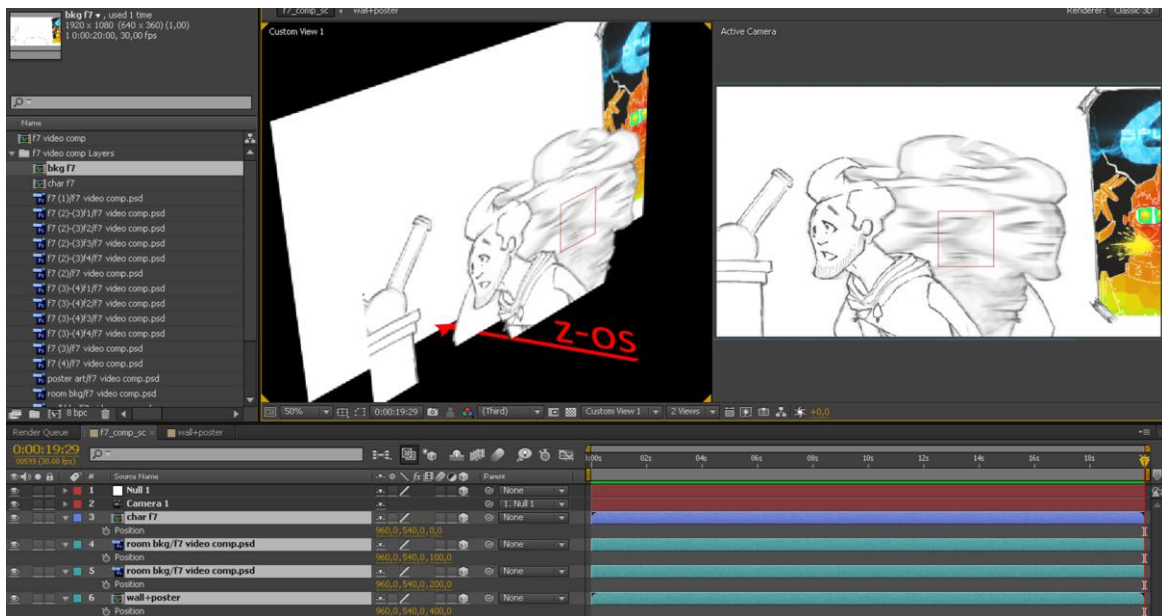 bkg f7 ▾, used 1 time
1920 x 1080 (640 x 360) (1,00)
1 0:00:20:00, 30,00 fps
Name
f7 video comp
f7 video comp Layers
bkg f7
char f7
f7 (1)/f7 video comp.psd
f7 (2)-(3)f1/f7 video comp.psd
f7 (2)-(3)f2/f7 video comp.psd
f7 (2)-(3)f3/f7 video comp.psd
f7 (2)-(3)f4/f7 video comp.psd
f7 (2)/f7 video comp.psd
f7 (3)-(4)f1/f7 video comp.psd
f7 (3)-(4)f2/f7 video comp.psd
f7 (3)-(4)f3/f7 video comp.psd
f7 (3)-(4)f4/f7 video comp.psd
f7 (3)/f7 video comp.psd
f7 (4)/f7 video comp.psd
poster art/f7 video comp.psd
room bkg/f7 video comp.psd
8 bpc
f7_comp_sc wall+poster
Renderer: Classic 3D
Custom View 1
Active Camera
Z-OS
50% 0:00:19:29 (Third) Custom View 1 2 Views +0,0
Render Queue f7_comp_sc × wall+poster
0:00:19:29
00599 (30.00 fps)
:00s 02s 04s 06s 08s 10s 12s 14s 16s 18s
# Source Name Parent
1 Null 1 None
2 Camera 1 1. Null 1
3 char f7 None
Position 960,0,540,0,0,0
4 room bkg/f7 video comp.psd None
Position 960,0,540,0,100,0
5 room bkg/f7 video comp.psd None
Position 960,0,540,0,200,0
6 wall+poster None
Position 960,0,540,0,400,0